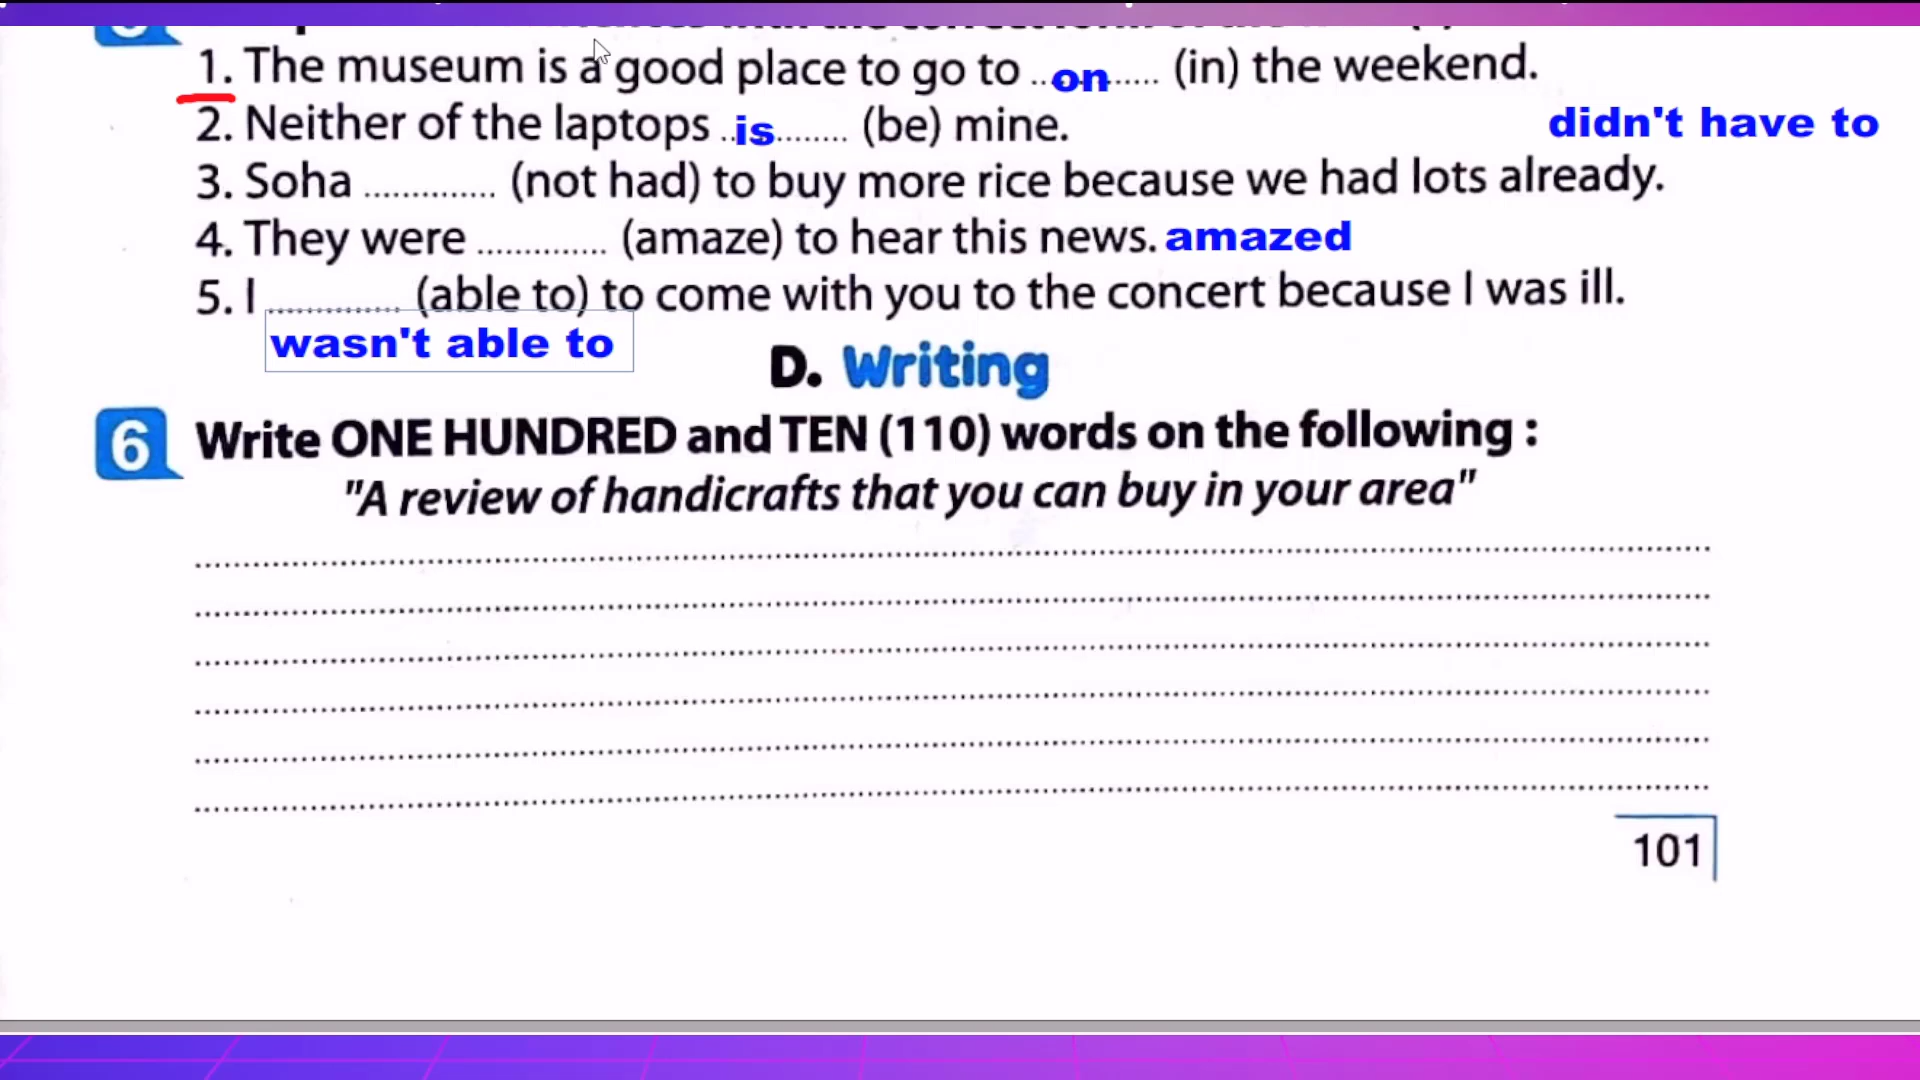 1. The museum is a good place to go to ..on..... (in) the weekend.
2. Neither of the laptops ..is........ (be) mine.
didn't have to
3. Soha .............. (not had) to buy more rice because we had lots already.
4. They were .............. (amaze) to hear this news. amazed
5. I .............. (able to) to come with you to the concert because I was ill.
wasn't able to
D. Writing
6 Write ONE HUNDRED and TEN (110) words on the following :
"A review of handicrafts that you can buy in your area"
101